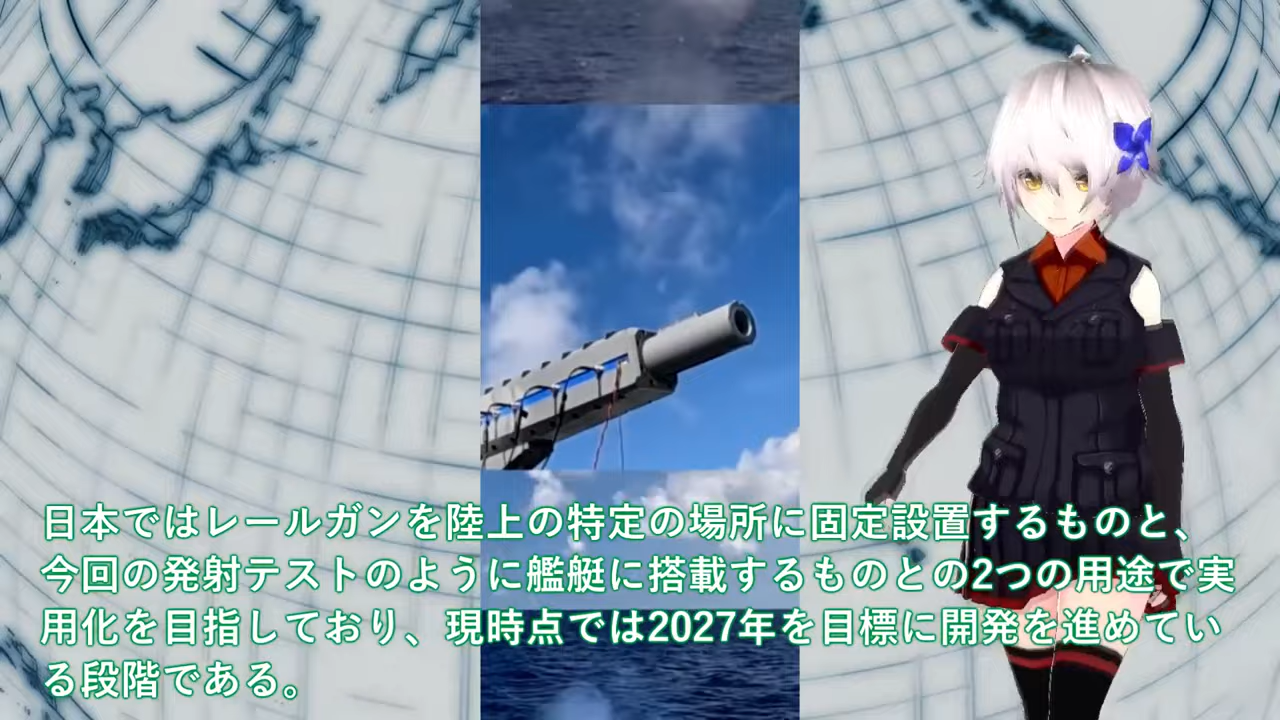 日本ではレールガンを陸上の特定の場所に固定設置するものと、
今回の発射テストのように艦艇に搭載するものとの2つの用途で実
用化を目指しており、現時点では2027年を目標に開発を進めてい
る段階である。